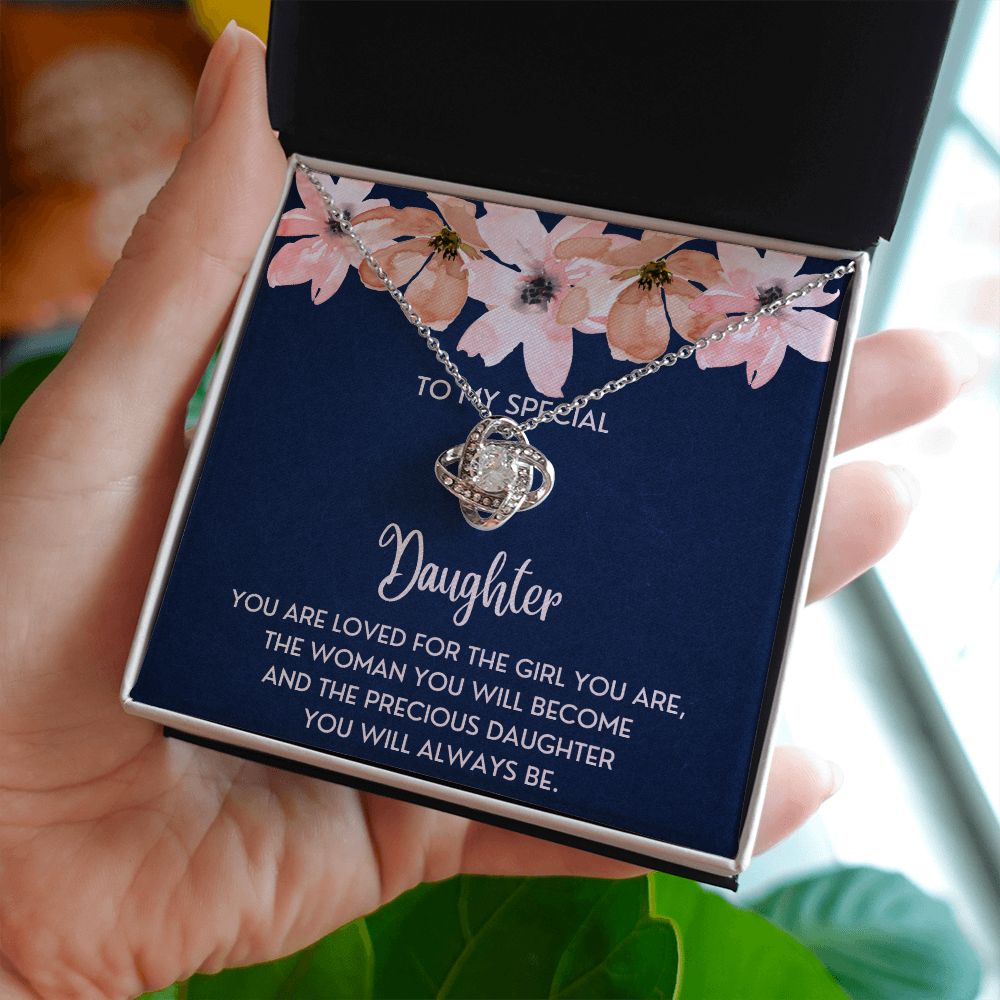 TO MY SPECIAL
Daughter
YOU ARE LOVED FOR THE GIRL YOU ARE,
THE WOMAN YOU WILL BECOME
AND THE PRECIOUS DAUGHTER
YOU WILL ALWAYS BE.